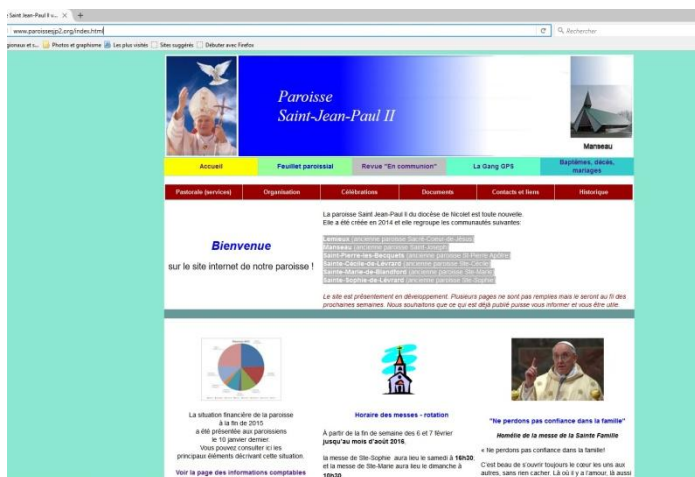 e Saint Jean-Paul II v...
www.paroissesjp2.org/index.html
Rechercher
Photos et graphisme
Les plus visités
Sites suggérés
Débuter avec Firefox
Paroisse
Saint-Jean-Paul II
Manseau
Accueil
Feuillet paroissial
Revue "En communion"
La Gang GPS
Baptêmes, décès,
mariages
Pastorale (services)
Organisation
Célébrations
Documents
Contacts et liens
Historique
Bienvenue
sur le site internet de notre paroisse !
La paroisse Saint Jean-Paul II du diocèse de Nicolet est toute nouvelle.
Elle a été créée en 2014 et elle regroupe les communautés suivantes:
Lemieux (ancienne paroisse Sacré-Coeur-de-Jésus)
Manseau (ancienne paroisse Saint-Joseph)
Saint-Pierre-les-Becquets (ancienne paroisse St-Pierre Apôtre)
Sainte-Cécile-de-Lévrard (ancienne paroisse Ste-Cécile)
Sainte-Marie-de-Blandford (ancienne paroisse Ste-Marie)
Sainte-Sophie-de-Lévrard (ancienne paroisse Ste-Sophie)
Le site est présentement en développement. Plusieurs pages ne sont pas remplies mais le seront au fil des
prochaines semaines. Nous souhaitons que ce qui est déjà publié puisse vous informer et vous être utile.
La situation financière de la paroisse
à la fin de 2015
a été présentée aux paroissiens
le 10 janvier dernier.
Vous pouvez consulter ici les
principaux éléments décrivant cette situation.
Voir la page des informations comptables
Horaire des messes - rotation
À partir de la fin de semaine des 6 et 7 février
jusqu'au mois d'août 2016,
la messe de Ste-Sophie aura lieu le samedi à 16h30,
et la messe de Ste-Marie aura lieu le dimanche à
10h30.
"Ne perdons pas confiance dans la famille"
Homélie de la messe de la Sainte Famille
« Ne perdons pas confiance dans la famille!
C'est beau de s'ouvrir toujours le cœur les uns aux
autres, sans rien cacher. Là où il y a l'amour, là aussi